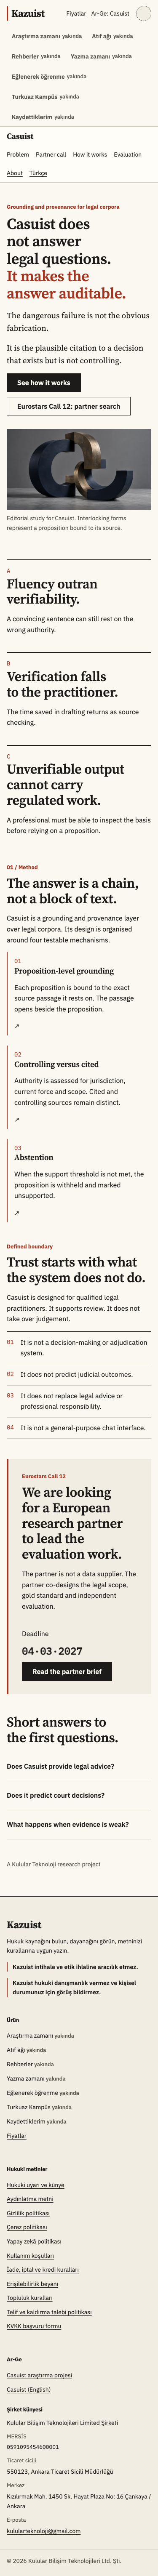 Kazuist
Fiyatlar
Ar-Ge: Casuist
Araştırma zamanı yakında
Atıf ağı yakında
Rehberler yakında
Yazma zamanı yakında
Eğlenerek öğrenme yakında
Turkuaz Kampüs yakında
Kaydettiklerim yakında
Casuist
Problem
Partner call
How it works
Evaluation
About
Türkçe
Grounding and provenance for legal corpora
Casuist does
not answer
legal questions.
It makes the
answer auditable.
The dangerous failure is not the obvious
fabrication.
It is the plausible citation to a decision
that exists but is not controlling.
See how it works
Eurostars Call 12: partner search
Editorial study for Casuist. Interlocking forms
represent a proposition bound to its source.
A
Fluency outran
verifiability.
A convincing sentence can still rest on the
wrong authority.
B
Verification falls
to the practitioner.
The time saved in drafting returns as source
checking.
C
Unverifiable output
cannot carry
regulated work.
A professional must be able to inspect the basis
before relying on a proposition.
01 / Method
The answer is a chain,
not a block of text.
Casuist is a grounding and provenance layer
over legal corpora. Its design is organised
around four testable mechanisms.
01
Proposition-level grounding
Each proposition is bound to the exact
source passage it rests on. The passage
opens beside the proposition.
↗
02
Controlling versus cited
Authority is assessed for jurisdiction,
current force and scope. Cited and
controlling sources remain distinct.
↗
03
Abstention
When the support threshold is not met, the
proposition is withheld and marked
unsupported.
↗
Defined boundary
Trust starts with what
the system does not do.
Casuist is designed for qualified legal
practitioners. It supports review. It does not
take over judgement.
01 It is not a decision-making or adjudication
system.
02 It does not predict judicial outcomes.
03 It does not replace legal advice or
professional responsibility.
04 It is not a general-purpose chat interface.
Eurostars Call 12
We are looking
for a European
research partner
to lead the
evaluation work.
The partner is not a data supplier. The
partner co-designs the legal scope,
gold standard and independent
evaluation.
Deadline
04·03·2027
Read the partner brief
Short answers to
the first questions.
Does Casuist provide legal advice?
Does it predict court decisions?
What happens when evidence is weak?
A Kulular Teknoloji research project
Kazuist
Hukuk kaynağını bulun, dayanağını görün, metninizi
kurallarına uygun yazın.
Kazuist intihale ve etik ihlaline aracılık etmez.
Kazuist hukuki danışmanlık vermez ve kişisel
durumunuz için görüş bildirmez.
Ürün
Araştırma zamanı yakında
Atıf ağı yakında
Rehberler yakında
Yazma zamanı yakında
Eğlenerek öğrenme yakında
Turkuaz Kampüs yakında
Kaydettiklerim yakında
Fiyatlar
Hukuki metinler
Hukuki uyarı ve künye
Aydınlatma metni
Gizlilik politikası
Çerez politikası
Yapay zekâ politikası
Kullanım koşulları
İade, iptal ve kredi kuralları
Erişilebilirlik beyanı
Topluluk kuralları
Telif ve kaldırma talebi politikası
KVKK başvuru formu
Ar-Ge
Casuist araştırma projesi
Casuist (English)
Şirket künyesi
Kulular Bilişim Teknolojileri Limited Şirketi
MERSİS
0591095454600001
Ticaret sicili
550123, Ankara Ticaret Sicili Müdürlüğü
Merkez
Kızılırmak Mah. 1450 Sk. Hayat Plaza No: 16 Çankaya /
Ankara
E-posta
kulularteknoloji@gmail.com
© 2026 Kulular Bilişim Teknolojileri Ltd. Şti.